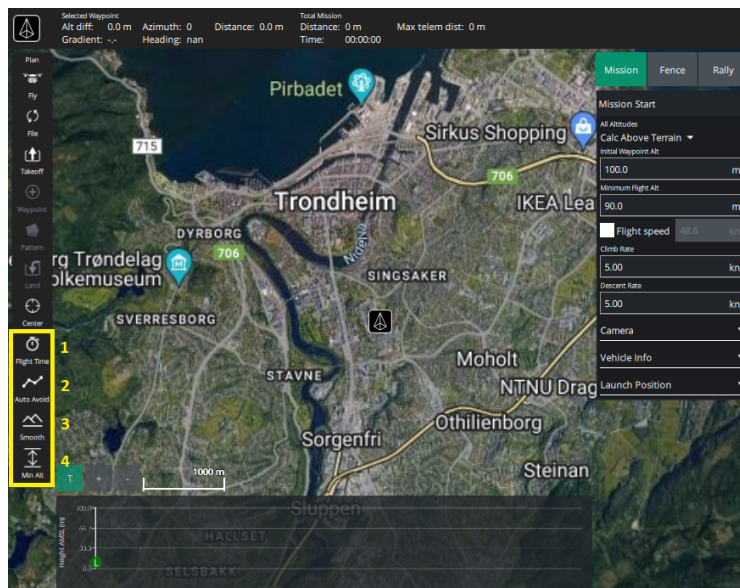 Selected Waypoint
Alt diff: 0.0 m Azimuth: 0 Distance: 0.0 m
Gradient: -.- Heading: nan
Total Mission
Distance: 0 m Max telem dist: 0 m
Time: 00:00:00
Plan
Fly
File
Takeoff
Waypoint
Pattern
Land
Center
Flight Time
1
Auto Avoid
2
Smooth
3
Min Alt
4
Pirbadet
715
Sirkus Shopping
706
Trondheim
IKEA Lea
DYRBORG
706
Nidelva
rg Trøndelag
olkemuseum
SINGSAKER
SVERRESBORG
Moholt
STAVNE
NTNU Drag
Othilienborg
Sorgenfri
Steinan
T + -
1000 m
Sluppen
HALLSET
SELSBAKK
Height AMSL (m)
L
Mission Fence Rally
Mission Start
All Altitudes
Calc Above Terrain
Initial Waypoint Alt
100.0 m
Minimum Flight Alt
90.0 m
Flight speed 48.6 kn
Climb Rate
5.00 kn
Descent Rate
5.00 kn
Camera
Vehicle Info
Launch Position